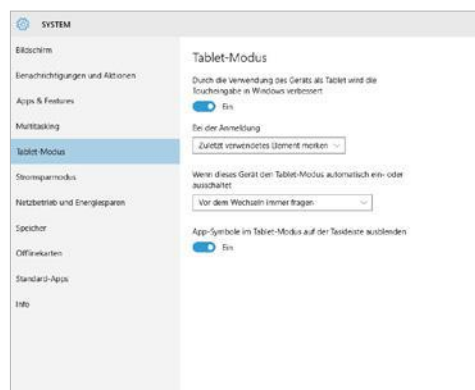 SYSTEM
Bildschirm
Benachrichtigungen und Aktionen
Apps & Features
Multitasking
Tablet-Modus
Stromsparmodus
Netzbetrieb und Energiesparen
Speicher
Offlinekarten
Standard-Apps
Info
Tablet-Modus
Durch die Verwendung des Geräts als Tablet wird die
Toucheingabe in Windows verbessert
Ein
Bei der Anmeldung
Zuletzt verwendetes Element merken
Wenn dieses Gerät den Tablet-Modus automatisch ein- oder
ausschaltet
Vor dem Wechseln immer fragen
App-Symbole im Tablet-Modus auf der Taskleiste ausblenden
Ein